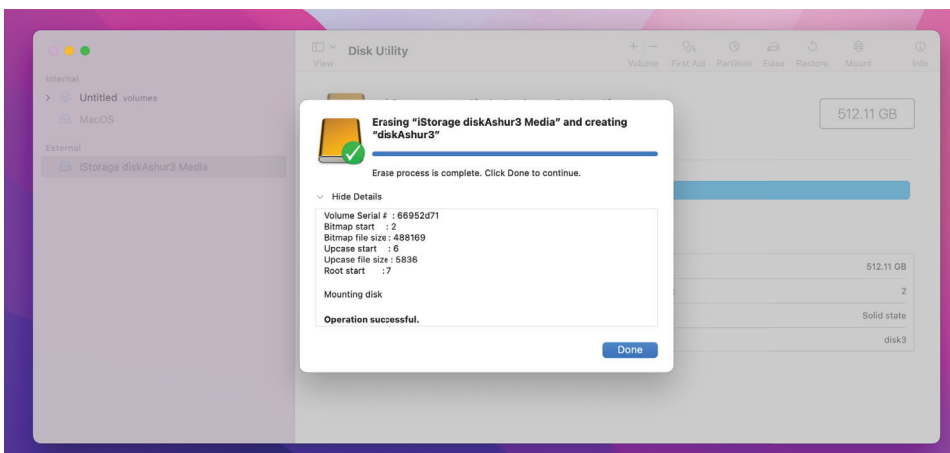 Disk Utility
View
Volume First Aid Partition Erase Restore Mount Info
Internal
Untitled volumes
MacOS
External
iStorage diskAshur3 Media
512.11 GB
Erasing “iStorage diskAshur3 Media” and creating
“diskAshur3”
Erase process is complete. Click Done to continue.
Hide Details
Volume Serial # : 66952d71
Bitmap start : 2
Bitmap file size : 488169
Upcase start : 6
Upcase file size : 5836
Root start : 7
Mounting disk
Operation successful.
Done
512.11 GB
2
Solid state
disk3